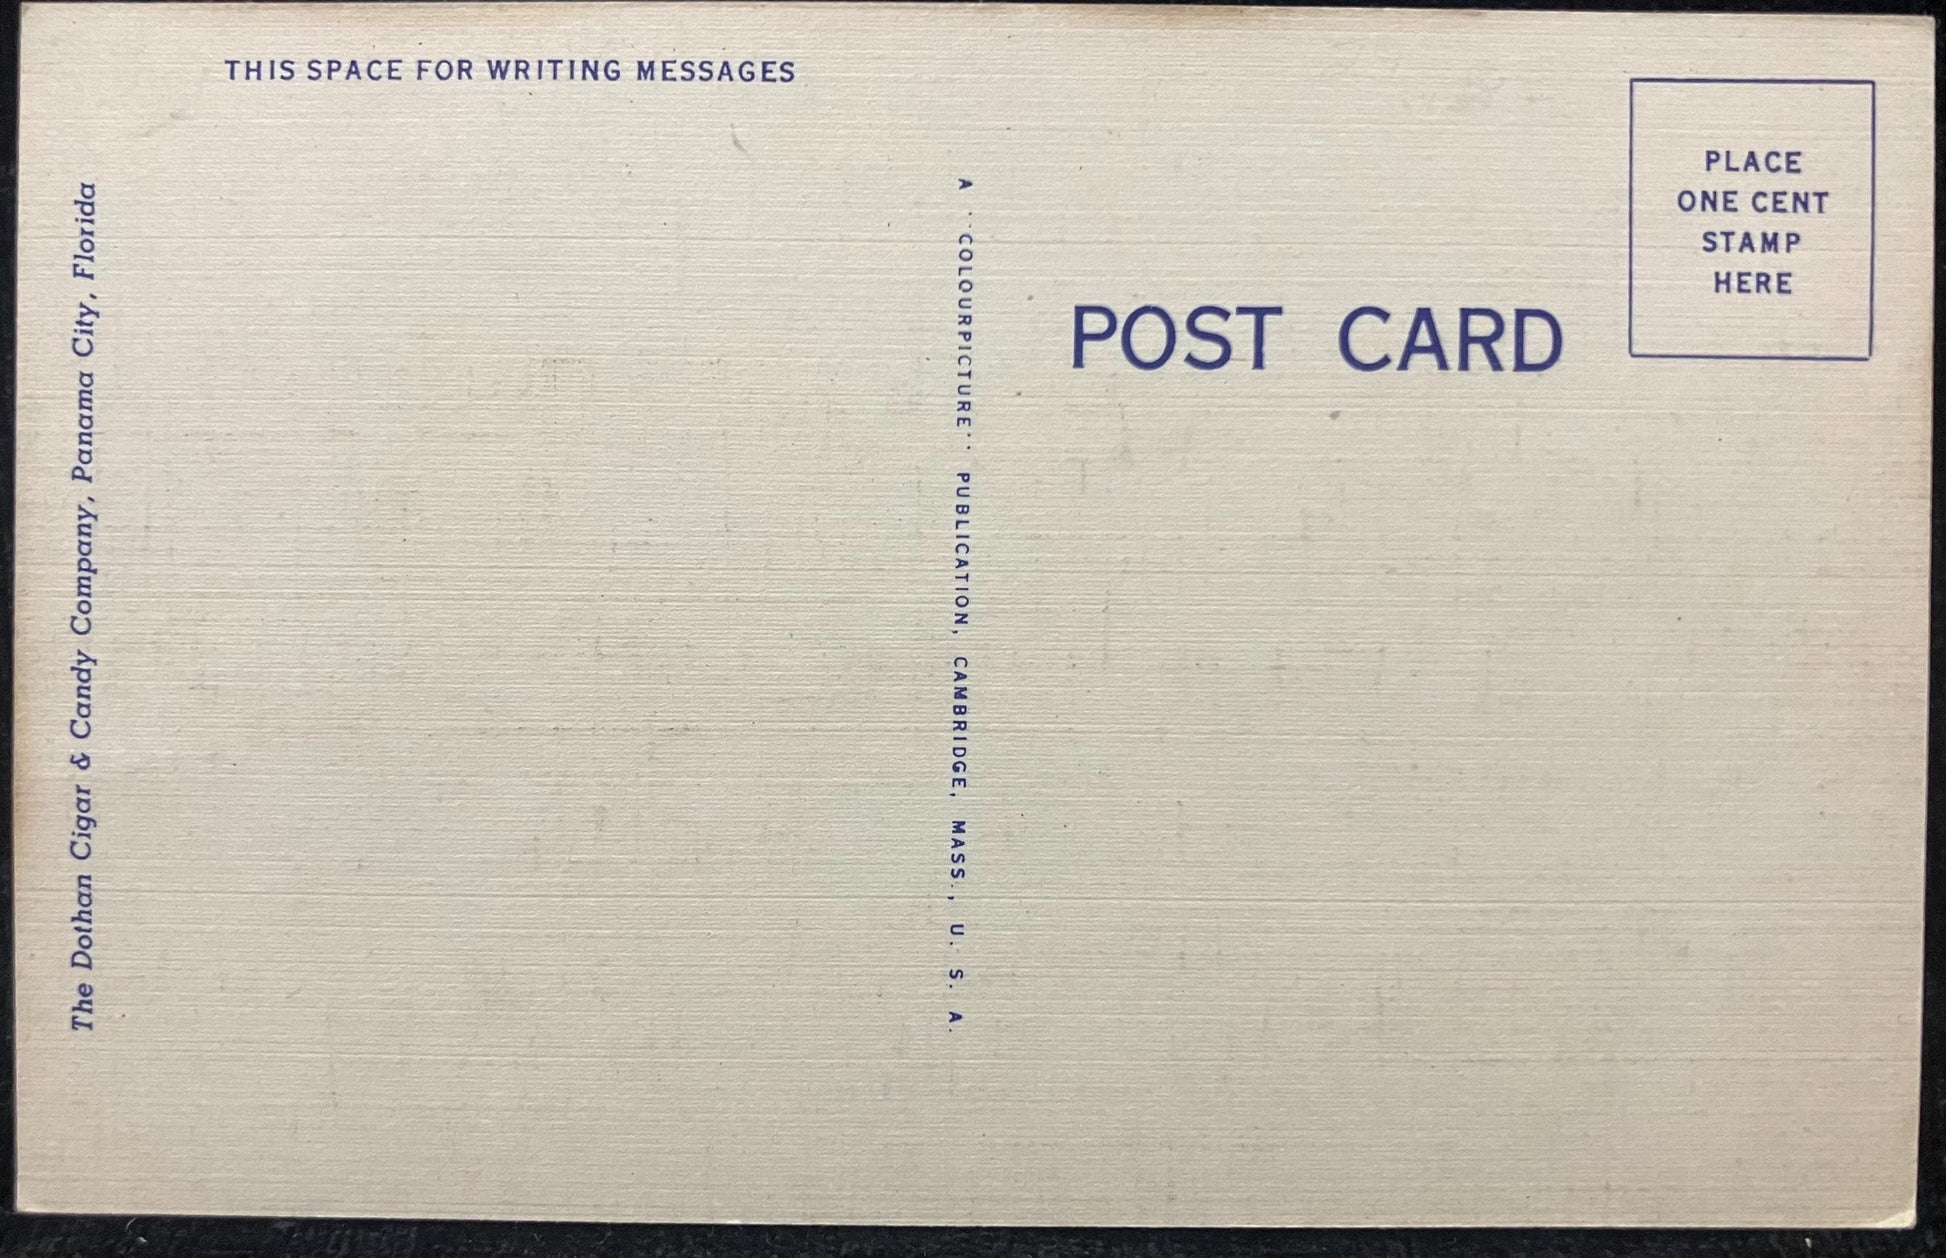 THIS SPACE FOR WRITING MESSAGES
The Dothan Cigar & Candy Company, Panama City, Florida
A ``COLOURPICTURE'' PUBLICATION, CAMBRIDGE, MASS., U. S. A.
POST CARD
PLACE
ONE CENT
STAMP
HERE